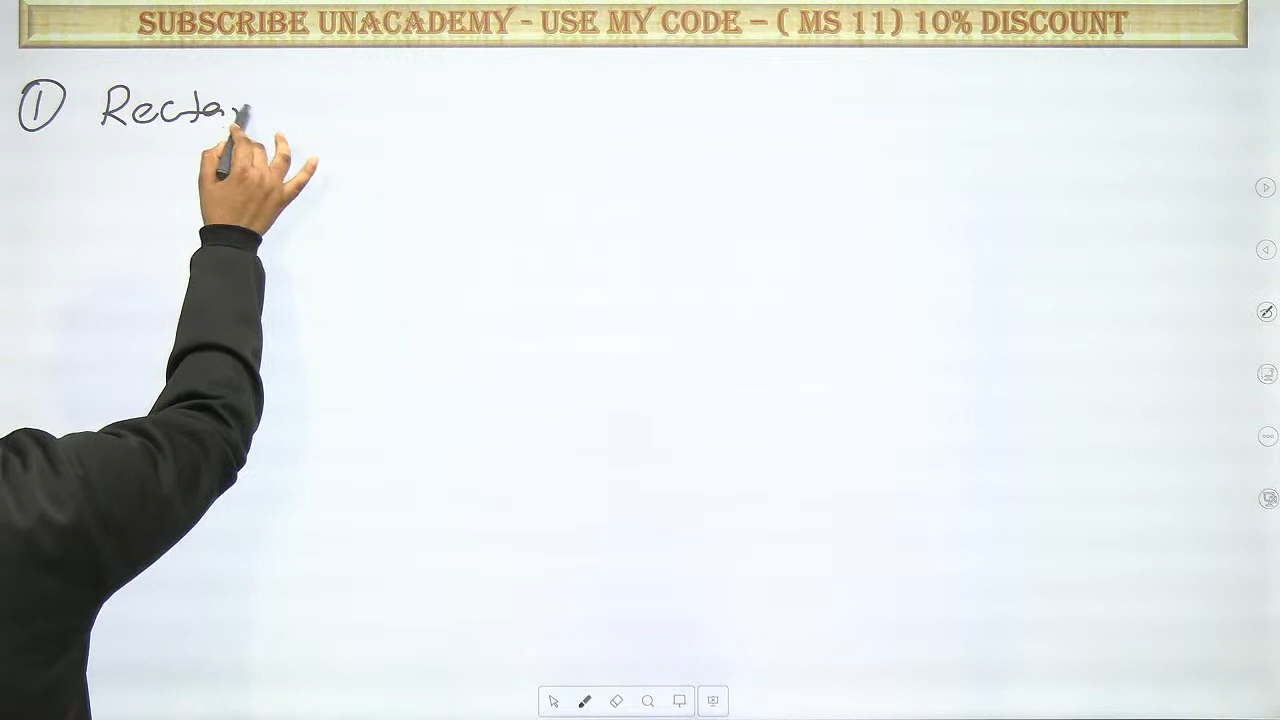 SUBSCRIBE UNACADEMY - USE MY CODE – ( MS 11) 10% DISCOUNT
① Recta